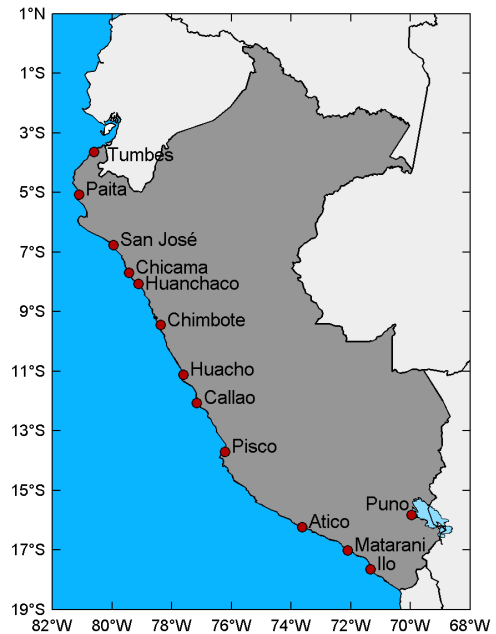 1°N
1°S
3°S
Tumbes
Paita
5°S
San José
7°S
Chicama
Huanchaco
9°S
Chimbote
11°S
Huacho
Callao
13°S
Pisco
15°S
Puno
Atico
17°S
Matarani
Ilo
19°S
82°W 80°W 78°W 76°W 74°W 72°W 70°W 68°W